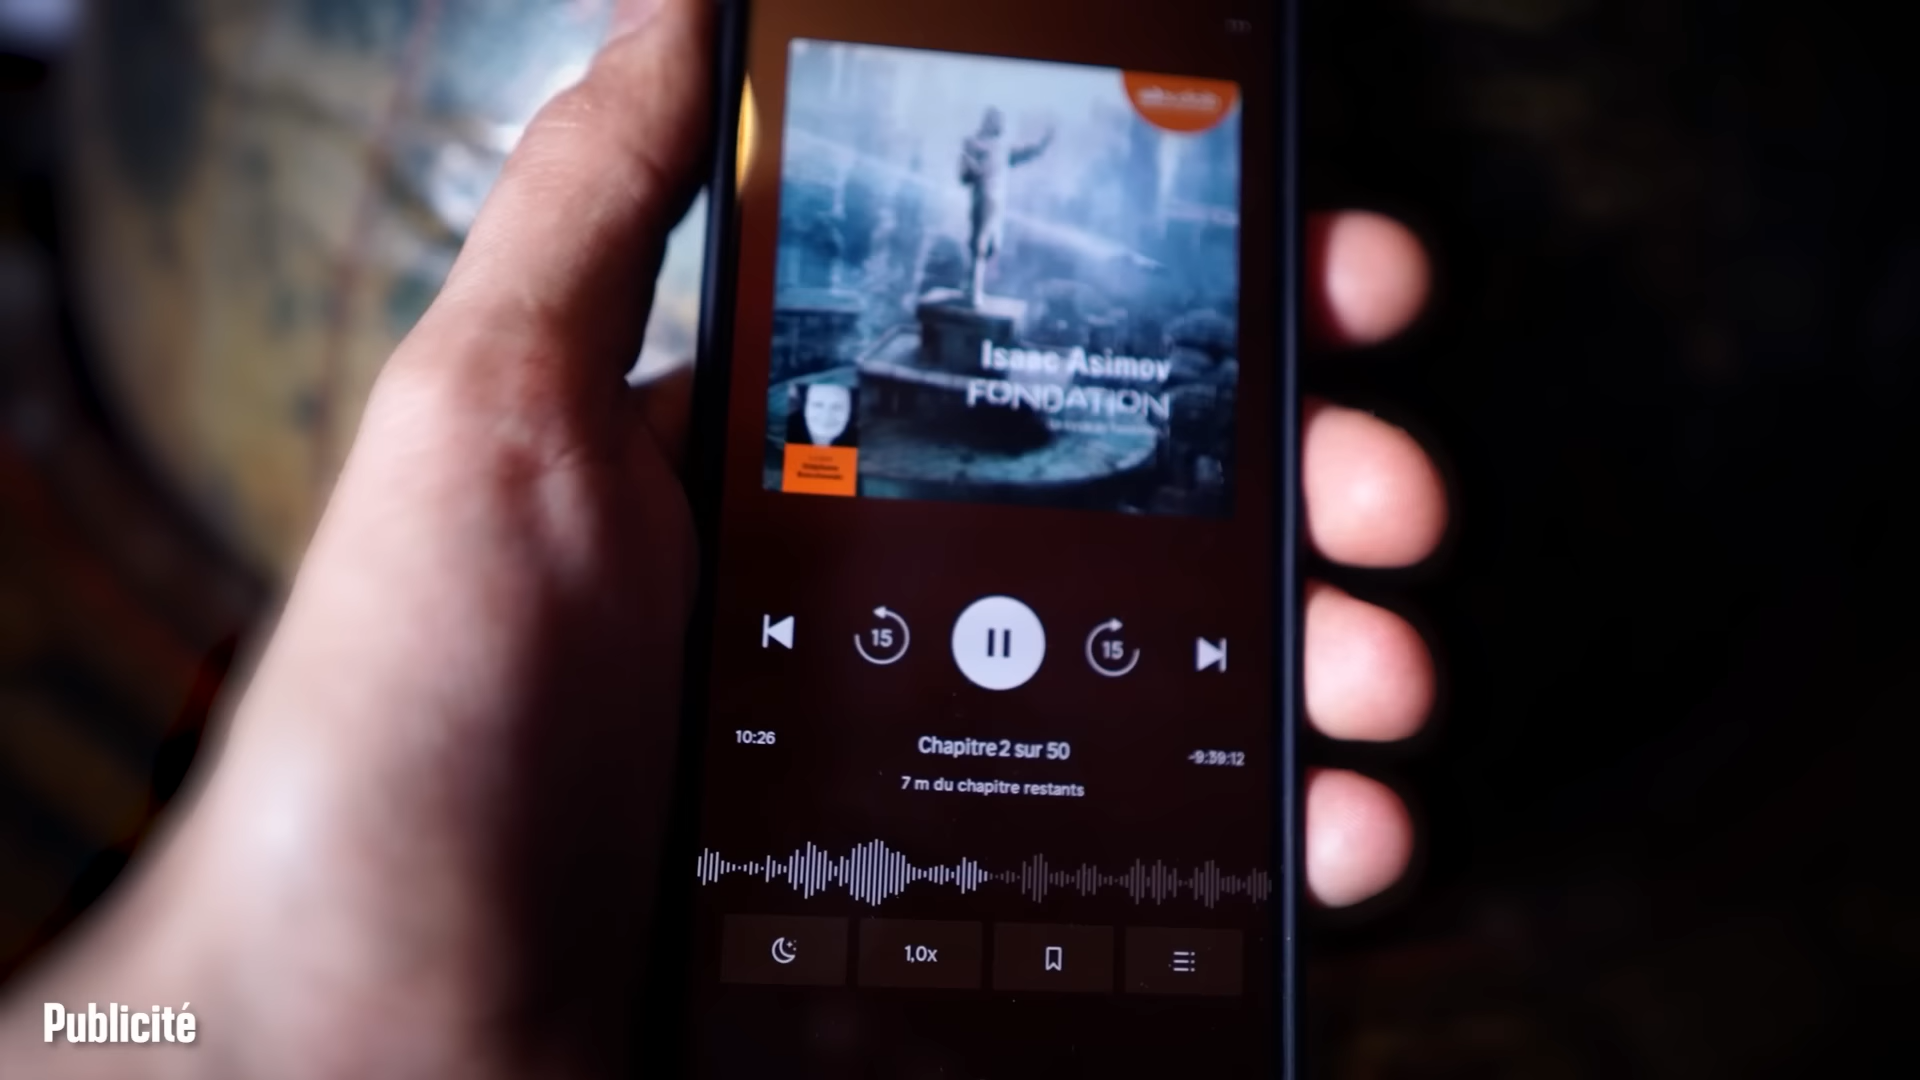 Isaac Asimov
FONDATION
15
15
10:26
Chapitre 2 sur 50
-9:39:12
7 m du chapitre restants
1,0x
Publicité